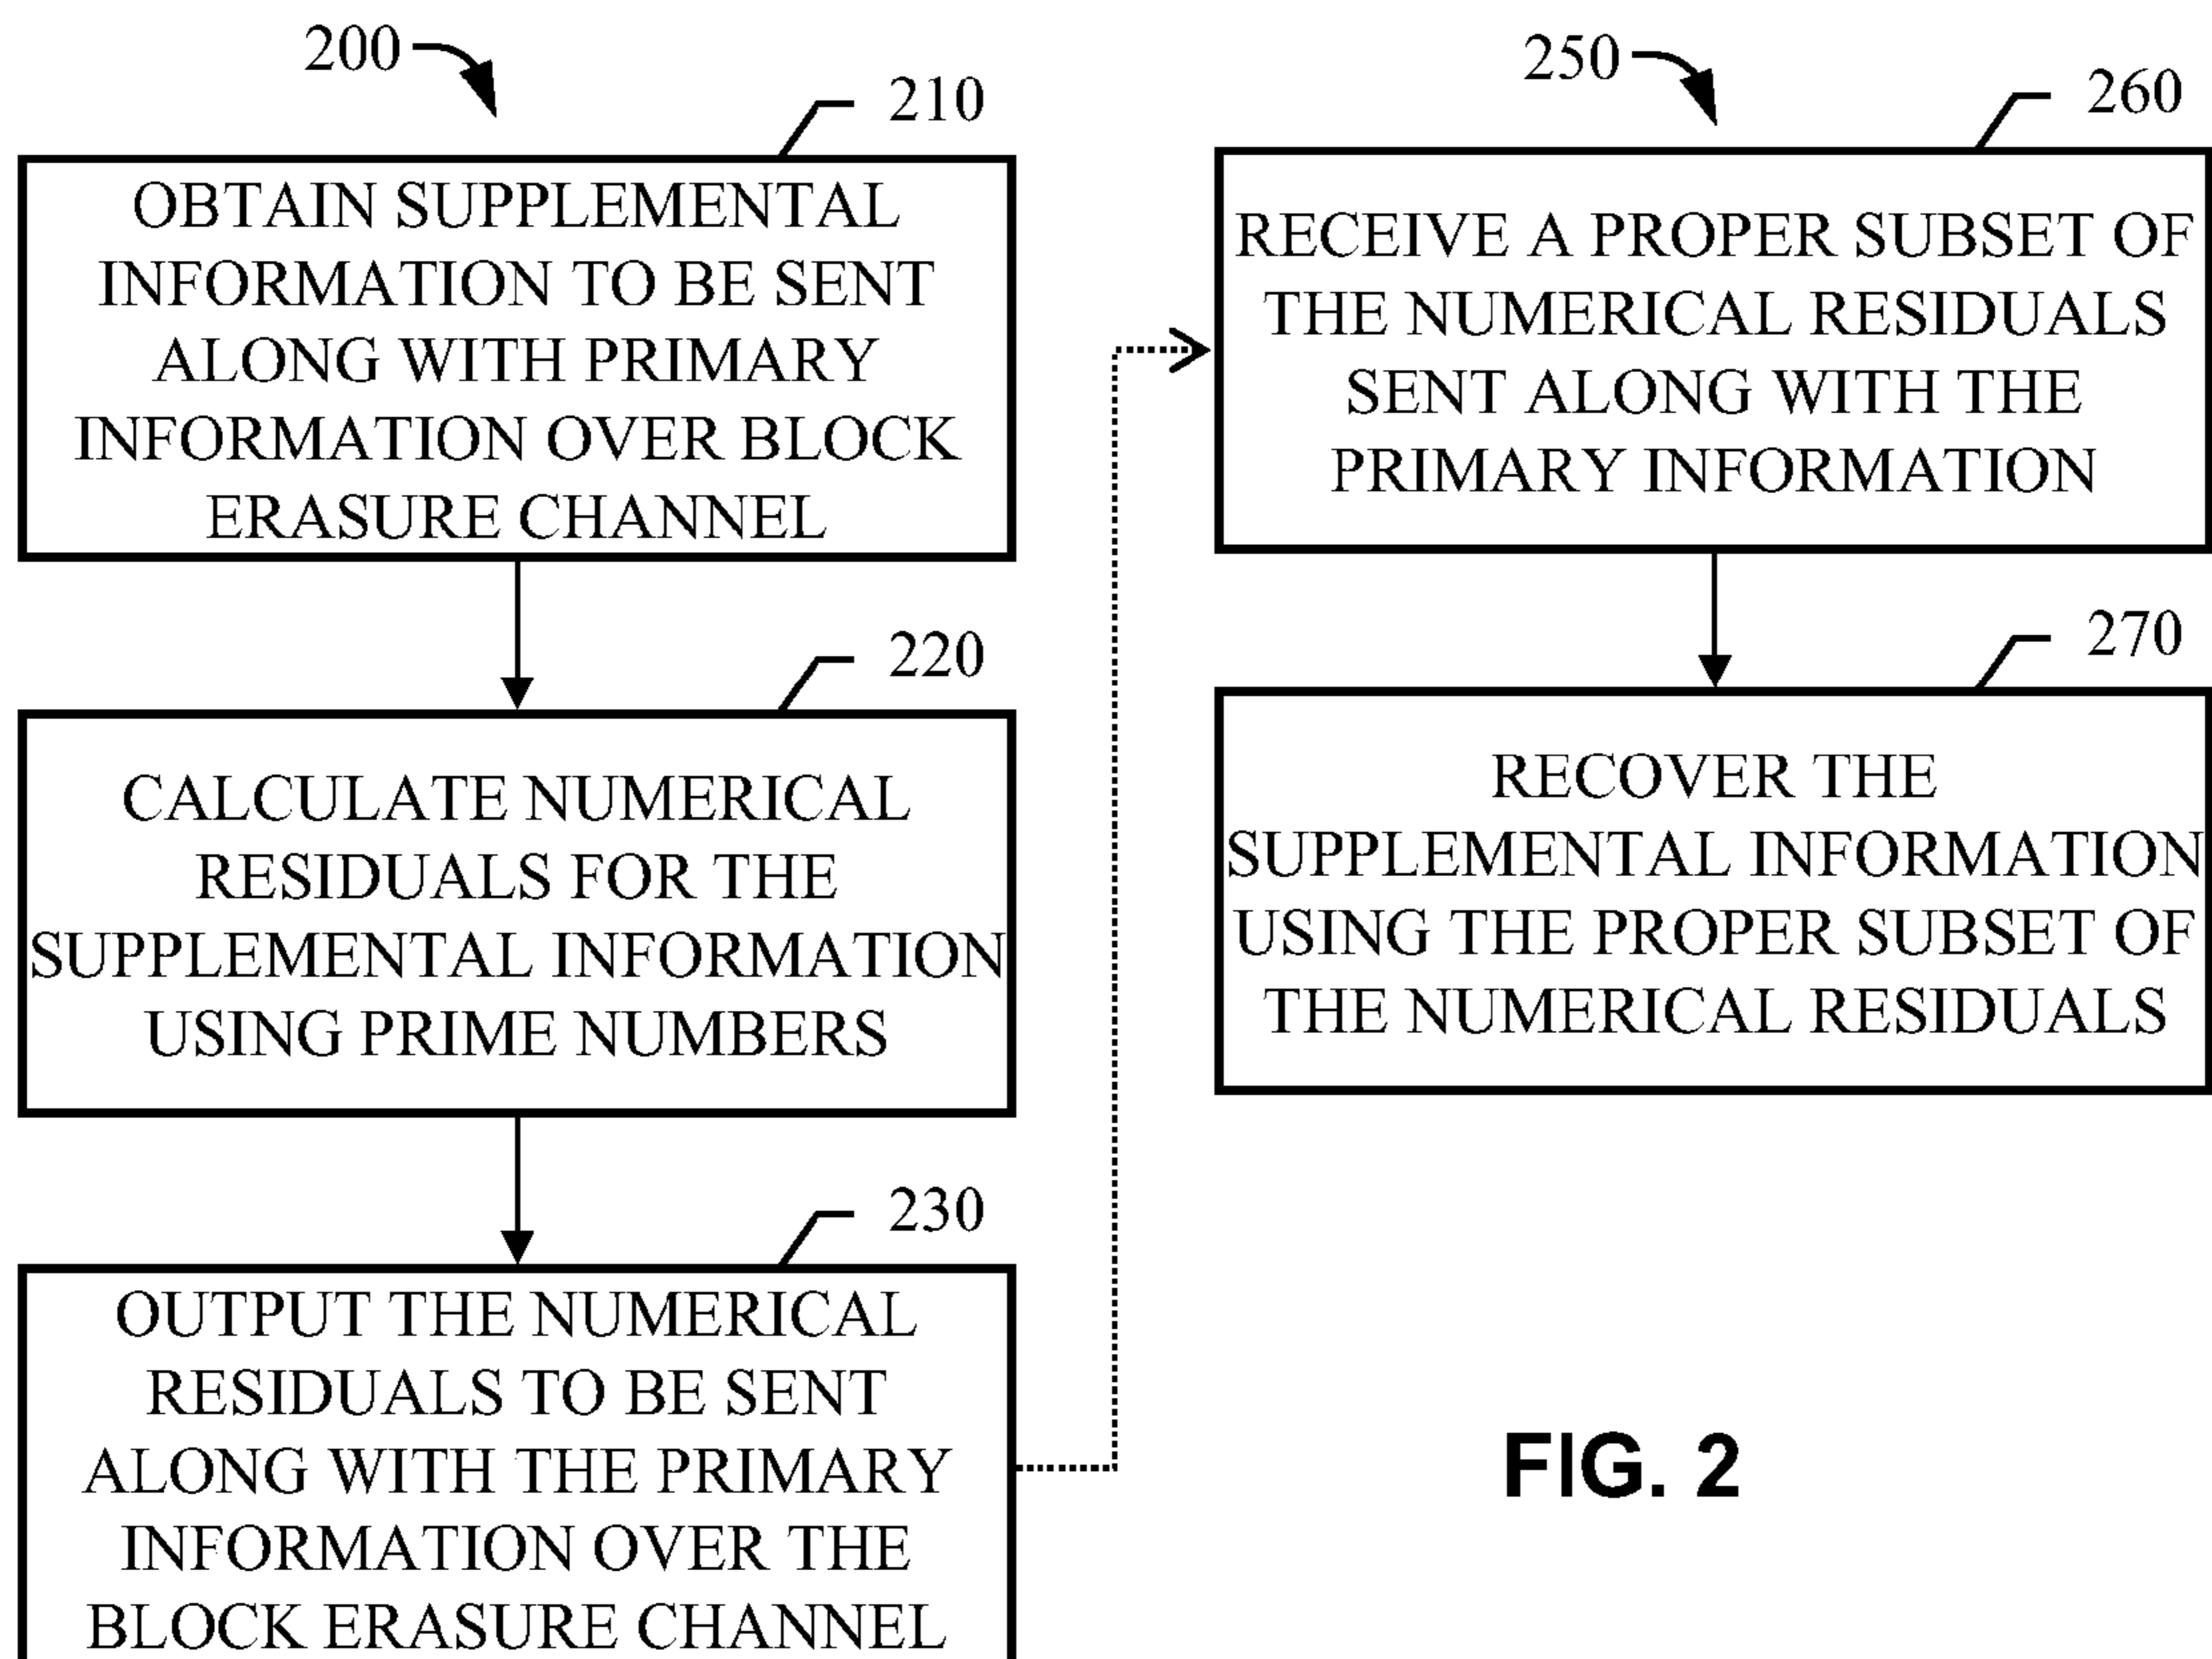 200
210
OBTAIN SUPPLEMENTAL
INFORMATION TO BE SENT
ALONG WITH PRIMARY
INFORMATION OVER BLOCK
ERASURE CHANNEL
220
CALCULATE NUMERICAL
RESIDUALS FOR THE
SUPPLEMENTAL INFORMATION
USING PRIME NUMBERS
230
OUTPUT THE NUMERICAL
RESIDUALS TO BE SENT
ALONG WITH THE PRIMARY
INFORMATION OVER THE
BLOCK ERASURE CHANNEL
250
260
RECEIVE A PROPER SUBSET OF
THE NUMERICAL RESIDUALS
SENT ALONG WITH THE
PRIMARY INFORMATION
270
RECOVER THE
SUPPLEMENTAL INFORMATION
USING THE PROPER SUBSET OF
THE NUMERICAL RESIDUALS
FIG. 2